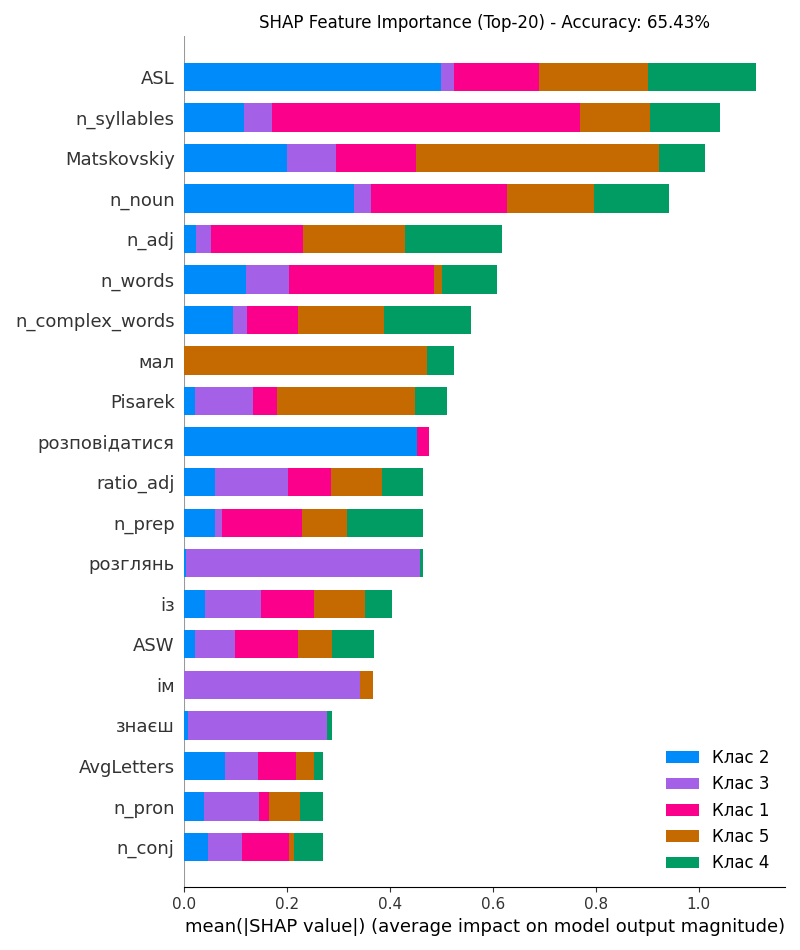 SHAP Feature Importance (Top-20) - Accuracy: 65.43%
ASL
n_syllables
Matskovskiy
n_noun
n_adj
n_words
n_complex_words
мал
Pisarek
розповідатися
ratio_adj
n_prep
розглянь
із
ASW
ім
знаєш
AvgLetters
n_pron
n_conj
Клас 2
Клас 3
Клас 1
Клас 5
Клас 4
0.0 0.2 0.4 0.6 0.8 1.0
mean(|SHAP value|) (average impact on model output magnitude)